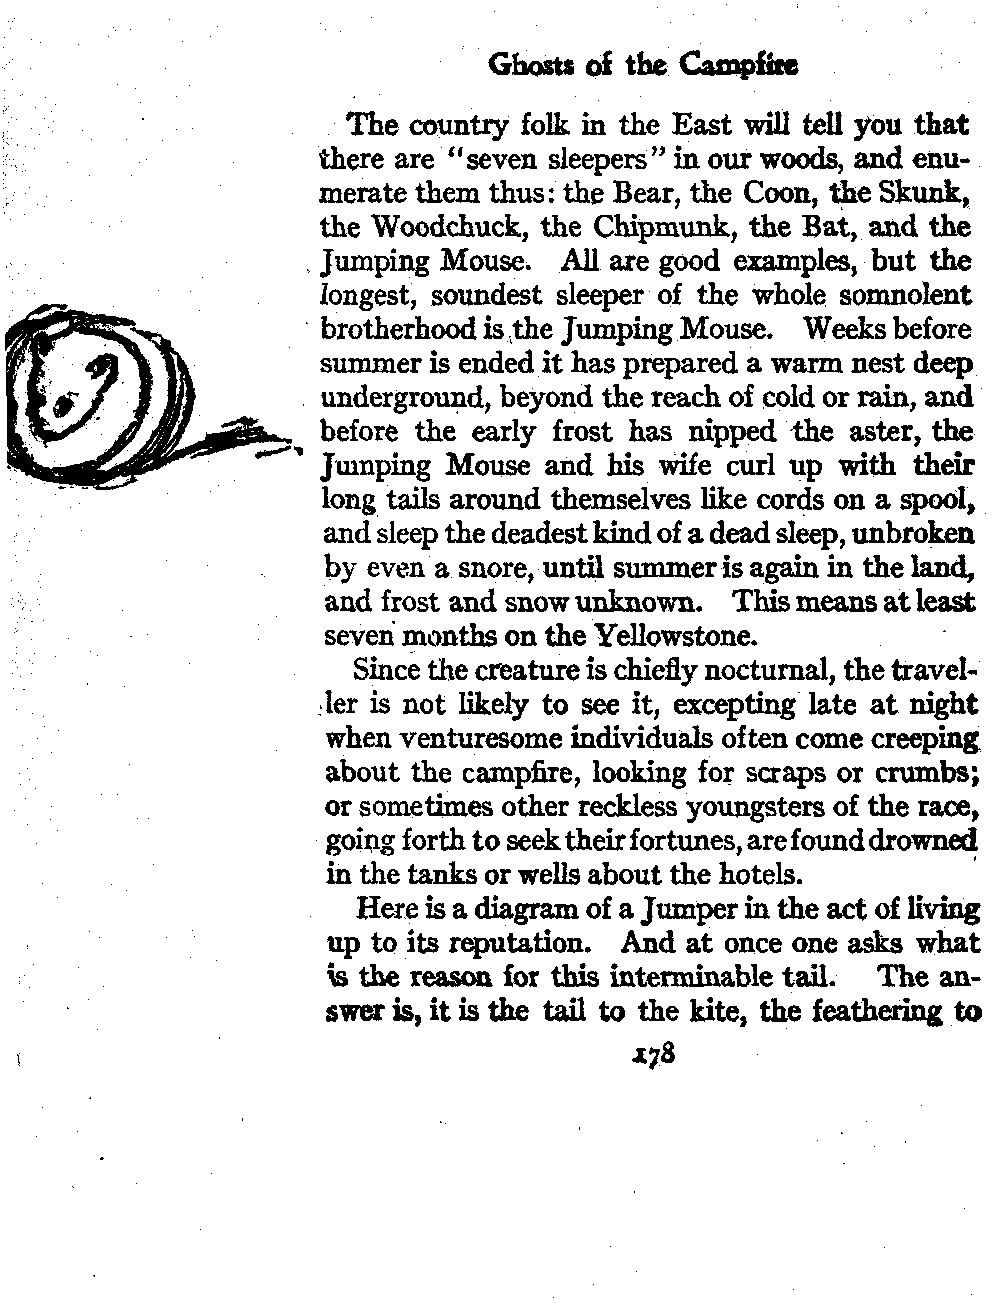 Ghosts of the Campfire
The country folk in the East will tell you that
there are "seven sleepers" in our woods, and enu-
merate them thus: the Bear, the Coon, the Skunk,
the Woodchuck, the Chipmunk, the Bat, and the
Jumping Mouse. All are good examples, but the
longest, soundest sleeper of the whole somnolent
brotherhood is the Jumping Mouse. Weeks before
summer is ended it has prepared a warm nest deep
underground, beyond the reach of cold or rain, and
before the early frost has nipped the aster, the
Jumping Mouse and his wife curl up with their
long tails around themselves like cords on a spool,
and sleep the deadest kind of a dead sleep, unbroken
by even a snore, until summer is again in the land,
and frost and snow unknown. This means at least
seven months on the Yellowstone.
Since the creature is chiefly nocturnal, the travel-
ler is not likely to see it, excepting late at night
when venturesome individuals often come creeping
about the campfire, looking for scraps or crumbs;
or sometimes other reckless youngsters of the race,
going forth to seek their fortunes, are found drowned
in the tanks or wells about the hotels.
Here is a diagram of a Jumper in the act of living
up to its reputation. And at once one asks what
is the reason for this interminable tail. The an-
swer is, it is the tail to the kite, the feathering to
178